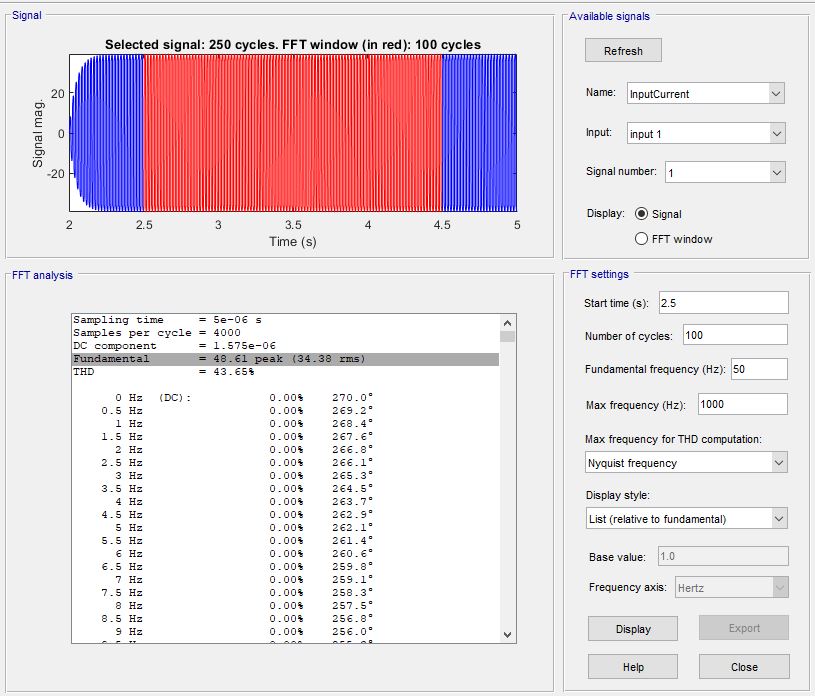 Signal
Selected signal: 250 cycles. FFT window (in red): 100 cycles
Signal mag.
20
0
-20
2 2.5 3 3.5 4 4.5 5
Time (s)
Available signals
Refresh
Name: InputCurrent
Input: input 1
Signal number: 1
Display: Signal
FFT window
FFT analysis
Sampling time = 5e-06 s
Samples per cycle = 4000
DC component = 1.575e-06
Fundamental = 48.61 peak (34.38 rms)
THD = 43.65%
0 Hz (DC): 0.00% 270.0°
0.5 Hz 0.00% 269.2°
1 Hz 0.00% 268.4°
1.5 Hz 0.00% 267.6°
2 Hz 0.00% 266.8°
2.5 Hz 0.00% 266.1°
3 Hz 0.00% 265.3°
3.5 Hz 0.00% 264.5°
4 Hz 0.00% 263.7°
4.5 Hz 0.00% 262.9°
5 Hz 0.00% 262.1°
5.5 Hz 0.00% 261.4°
6 Hz 0.00% 260.6°
6.5 Hz 0.00% 259.8°
7 Hz 0.00% 259.1°
7.5 Hz 0.00% 258.3°
8 Hz 0.00% 257.5°
8.5 Hz 0.00% 256.8°
9 Hz 0.00% 256.0°
FFT settings
Start time (s): 2.5
Number of cycles: 100
Fundamental frequency (Hz): 50
Max frequency (Hz): 1000
Max frequency for THD computation:
Nyquist frequency
Display style:
List (relative to fundamental)
Base value: 1.0
Frequency axis: Hertz
Display Export
Help Close